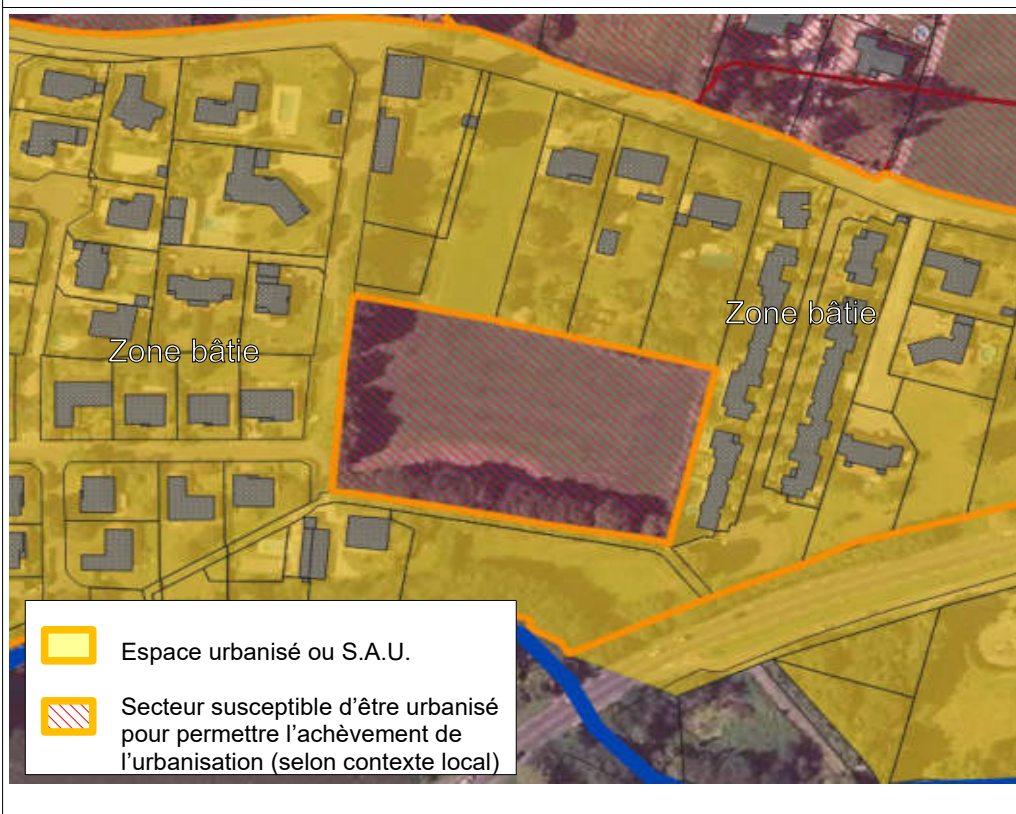 Zone bâtie
Zone bâtie
Espace urbanisé ou S.A.U.
Secteur susceptible d’être urbanisé
pour permettre l’achèvement de
l’urbanisation (selon contexte local)